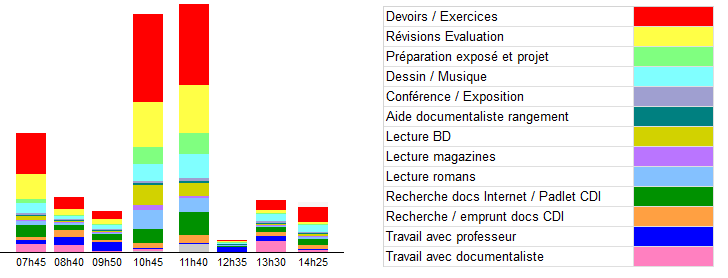 07h45 08h40 09h50 10h45 11h40 12h35 13h30 14h25
Devoirs / Exercices
Révisions Evaluation
Préparation exposé et projet
Dessin / Musique
Conférence / Exposition
Aide documentaliste rangement
Lecture BD
Lecture magazines
Lecture romans
Recherche docs Internet / Padlet CDI
Recherche / emprunt docs CDI
Travail avec professeur
Travail avec documentaliste